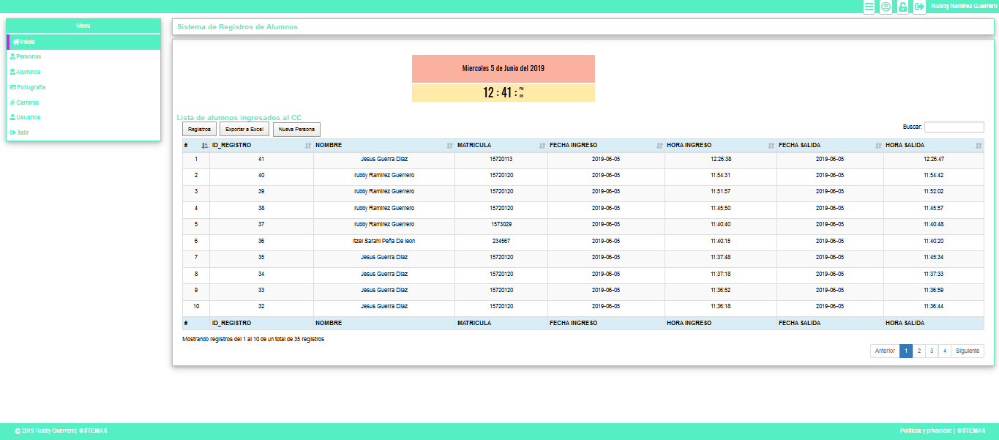 Rubby Ramirez Guerrero
Menú
Inicio
Personas
Alumnos
Fotografia
Carreras
Usuarios
Salir
Sistema de Registros de Alumnos
Miercoles 5 de Junio del 2019
12 : 41 : PM 06
Lista de alumnos ingresados al CC
Registros Exportar a Excel Nueva Persona Buscar:
# ID_REGISTRO NOMBRE MATRICULA FECHA INGRESO HORA INGRESO FECHA SALIDA HORA SALIDA
1 41 Jesus Guerra Diaz 15720113 2019-06-05 12:26:38 2019-06-05 12:26:47
2 40 rubby Ramirez Guerrero 15720120 2019-06-05 11:54:31 2019-06-05 11:54:42
3 39 rubby Ramirez Guerrero 15720120 2019-06-05 11:51:57 2019-06-05 11:52:02
4 38 rubby Ramirez Guerrero 15720120 2019-06-05 11:45:50 2019-06-05 11:45:57
5 37 rubby Ramirez Guerrero 1573029 2019-06-05 11:40:40 2019-06-05 11:40:48
6 36 Itzel Sarahi Peña De leon 234567 2019-06-05 11:40:15 2019-06-05 11:40:20
7 35 Jesus Guerra Diaz 15720120 2019-06-05 11:37:48 2019-06-05 11:45:34
8 34 Jesus Guerra Diaz 15720120 2019-06-05 11:37:18 2019-06-05 11:37:33
9 33 Jesus Guerra Diaz 15720120 2019-06-05 11:36:52 2019-06-05 11:36:59
10 32 Jesus Guerra Diaz 15720120 2019-06-05 11:36:18 2019-06-05 11:36:44
# ID_REGISTRO NOMBRE MATRICULA FECHA INGRESO HORA INGRESO FECHA SALIDA HORA SALIDA
Mostrando registros del 1 al 10 de un total de 35 registros
Anterior 1 2 3 4 Siguiente
@ 2019 Rubby Guerrero| SISTEMAS Politicas y privacidad | SISTEMAS